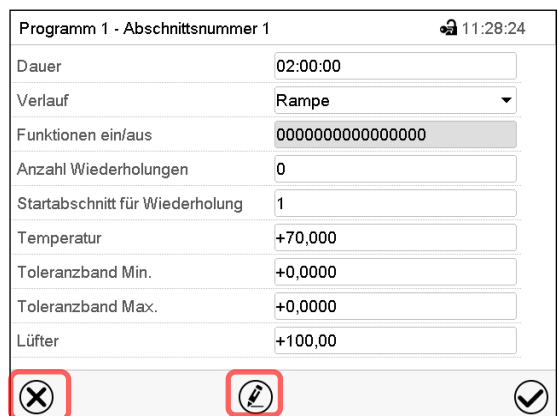 Programm 1 - Abschnittsnummer 1 11:28:24
Dauer 02:00:00
Verlauf Rampe
Funktionen ein/aus 0000000000000000
Anzahl Wiederholungen 0
Startabschnitt für Wiederholung 1
Temperatur +70,000
Toleranzband Min. +0,0000
Toleranzband Max. +0,0000
Lüfter +100,00